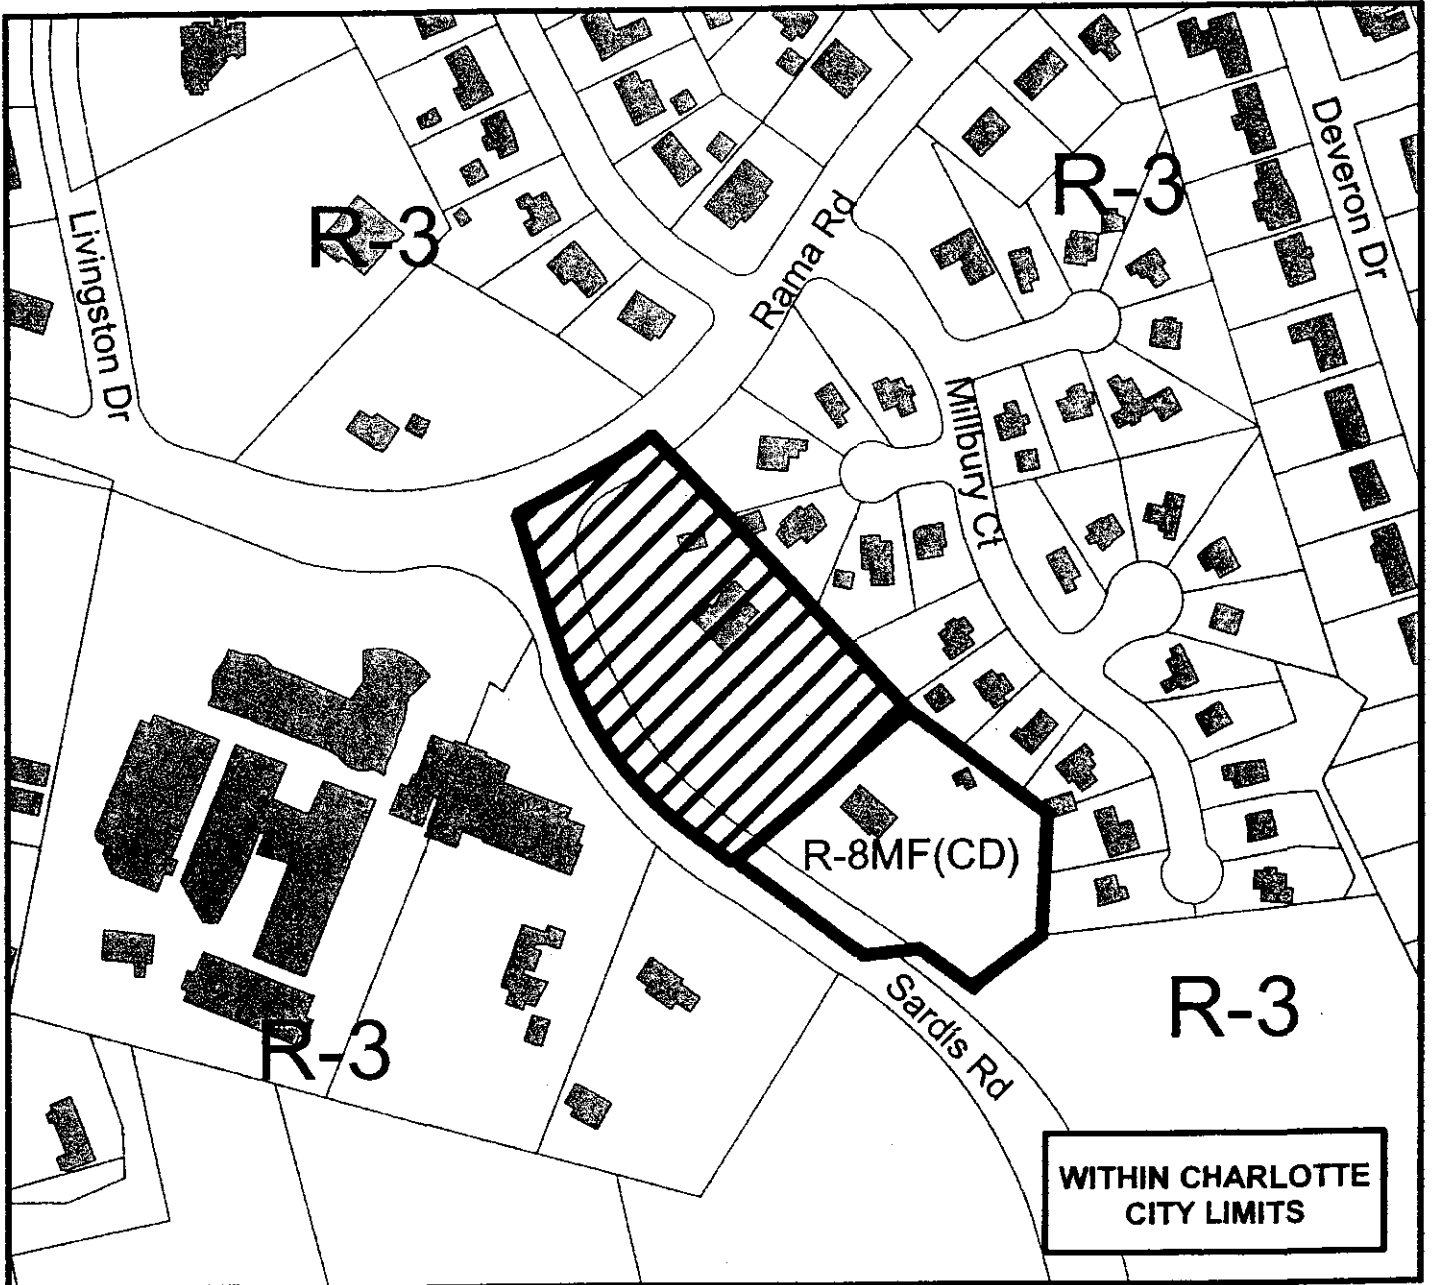 R-3
R-3
Livingston Dr
Rama Rd
Deveron Dr
Millbury Ct
R-8MF(CD)
Sardis Rd
R-3
R-3
WITHIN CHARLOTTE
CITY LIMITS